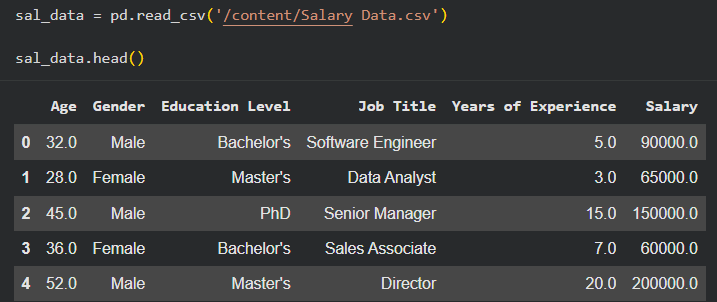 sal_data = pd.read_csv('/content/Salary Data.csv')
sal_data.head()
Age Gender Education Level Job Title Years of Experience Salary
0 32.0 Male Bachelor's Software Engineer 5.0 90000.0
1 28.0 Female Master's Data Analyst 3.0 65000.0
2 45.0 Male PhD Senior Manager 15.0 150000.0
3 36.0 Female Bachelor's Sales Associate 7.0 60000.0
4 52.0 Male Master's Director 20.0 200000.0